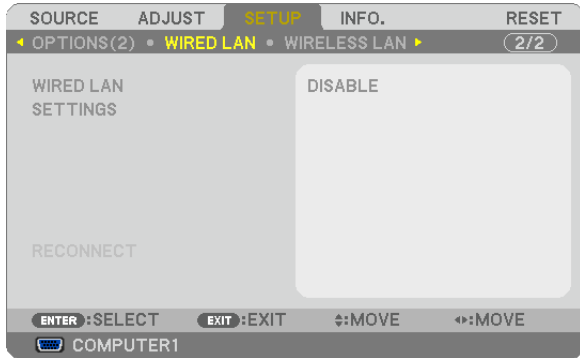 SOURCE ADJUST SETUP INFO. RESET
OPTIONS(2) • WIRED LAN • WIRELESS LAN 2/2
WIRED LAN DISABLE
SETTINGS
RECONNECT
ENTER :SELECT EXIT :EXIT :MOVE :MOVE
COMPUTER1